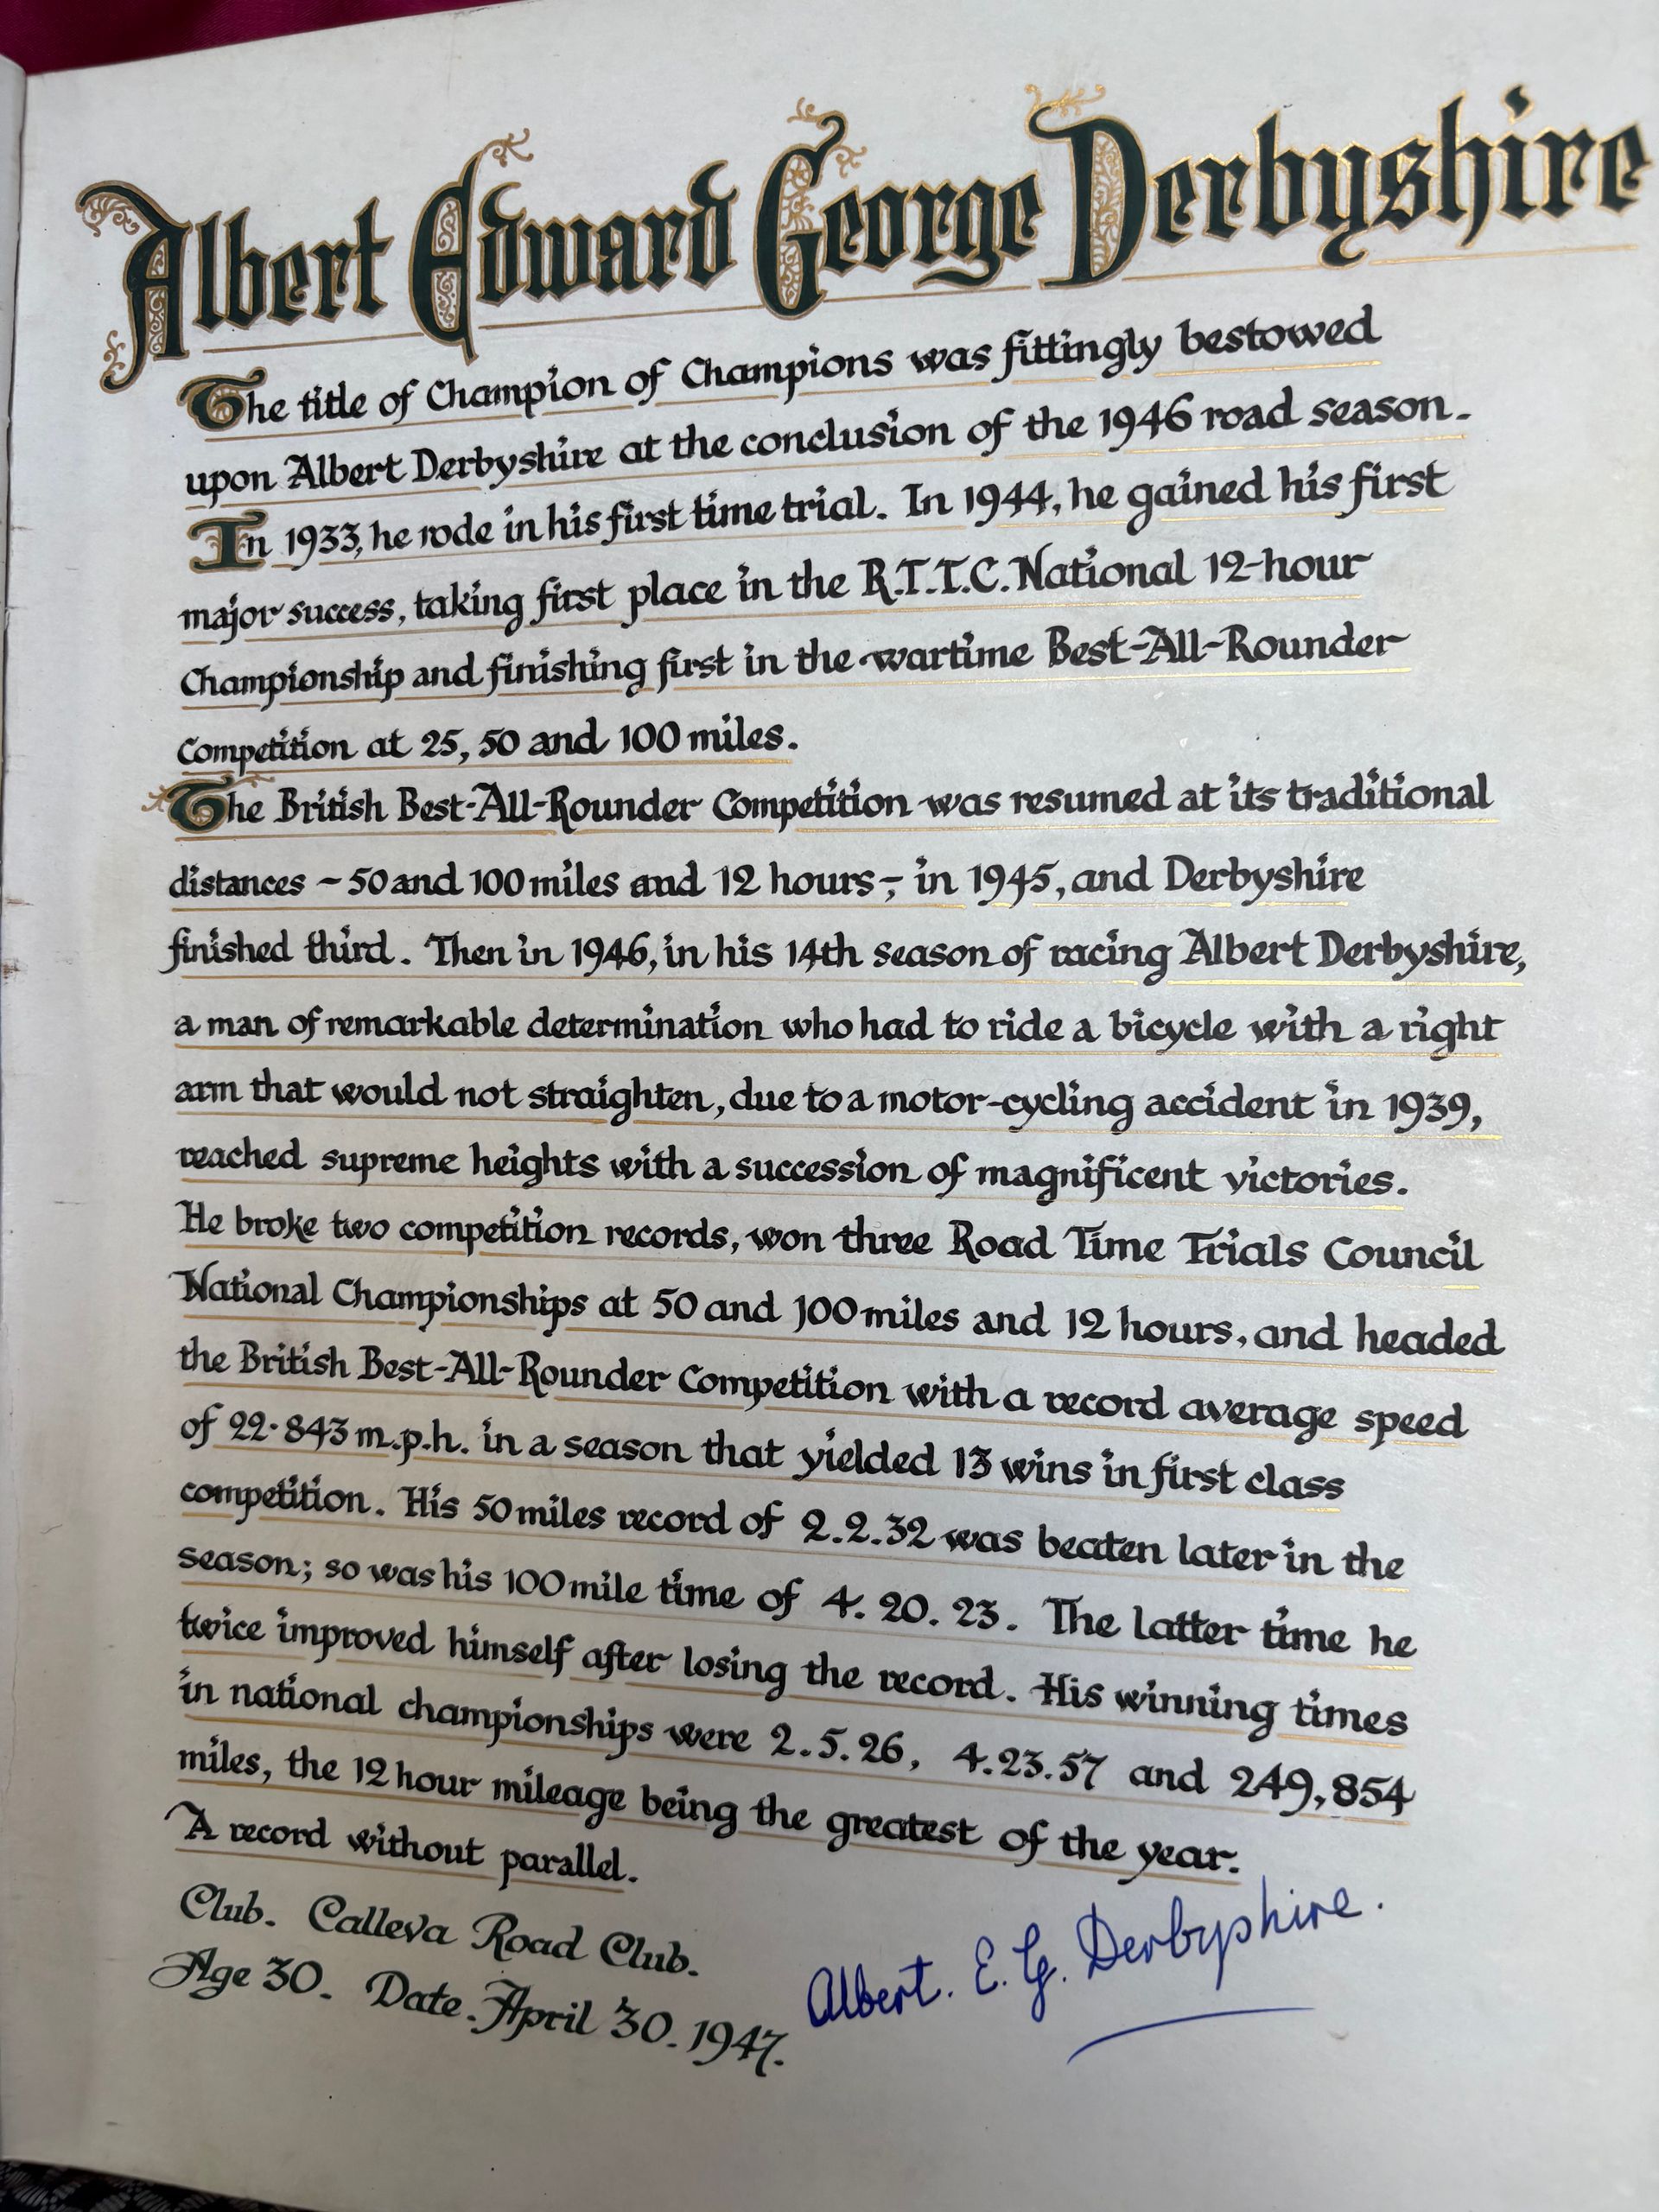 Albert Edward George Derbyshire
The title of Champion of Champions was fittingly bestowed
upon Albert Derbyshire at the conclusion of the 1946 road season.
In 1933, he rode in his first time trial. In 1944, he gained his first
major success, taking first place in the R.T.T.C. National 12-hour
Championship and finishing first in the wartime Best-All-Rounder
Competition at 25, 50 and 100 miles.
The British Best-All-Rounder Competition was resumed at its traditional
distances - 50 and 100 miles and 12 hours -, in 1945, and Derbyshire
finished third. Then in 1946, in his 14th season of racing Albert Derbyshire,
a man of remarkable determination who had to ride a bicycle with a right
arm that would not straighten, due to a motor-cycling accident in 1939,
reached supreme heights with a succession of magnificent victories.
He broke two competition records, won three Road Time Trials Council
National Championships at 50 and 100 miles and 12 hours, and headed
the British Best-All-Rounder Competition with a record average speed
of 22·843 m.p.h. in a season that yielded 13 wins in first class
competition. His 50 miles record of 2.2.32 was beaten later in the
season; so was his 100 mile time of 4.20.23. The latter time he
twice improved himself after losing the record. His winning times
in national championships were 2.5.26, 4.23.57 and 249,854
miles, the 12 hour mileage being the greatest of the year.
A record without parallel.
Club. Calleva Road Club.
Age 30. Date. April 30. 1947.
Albert. E. G. Derbyshire.